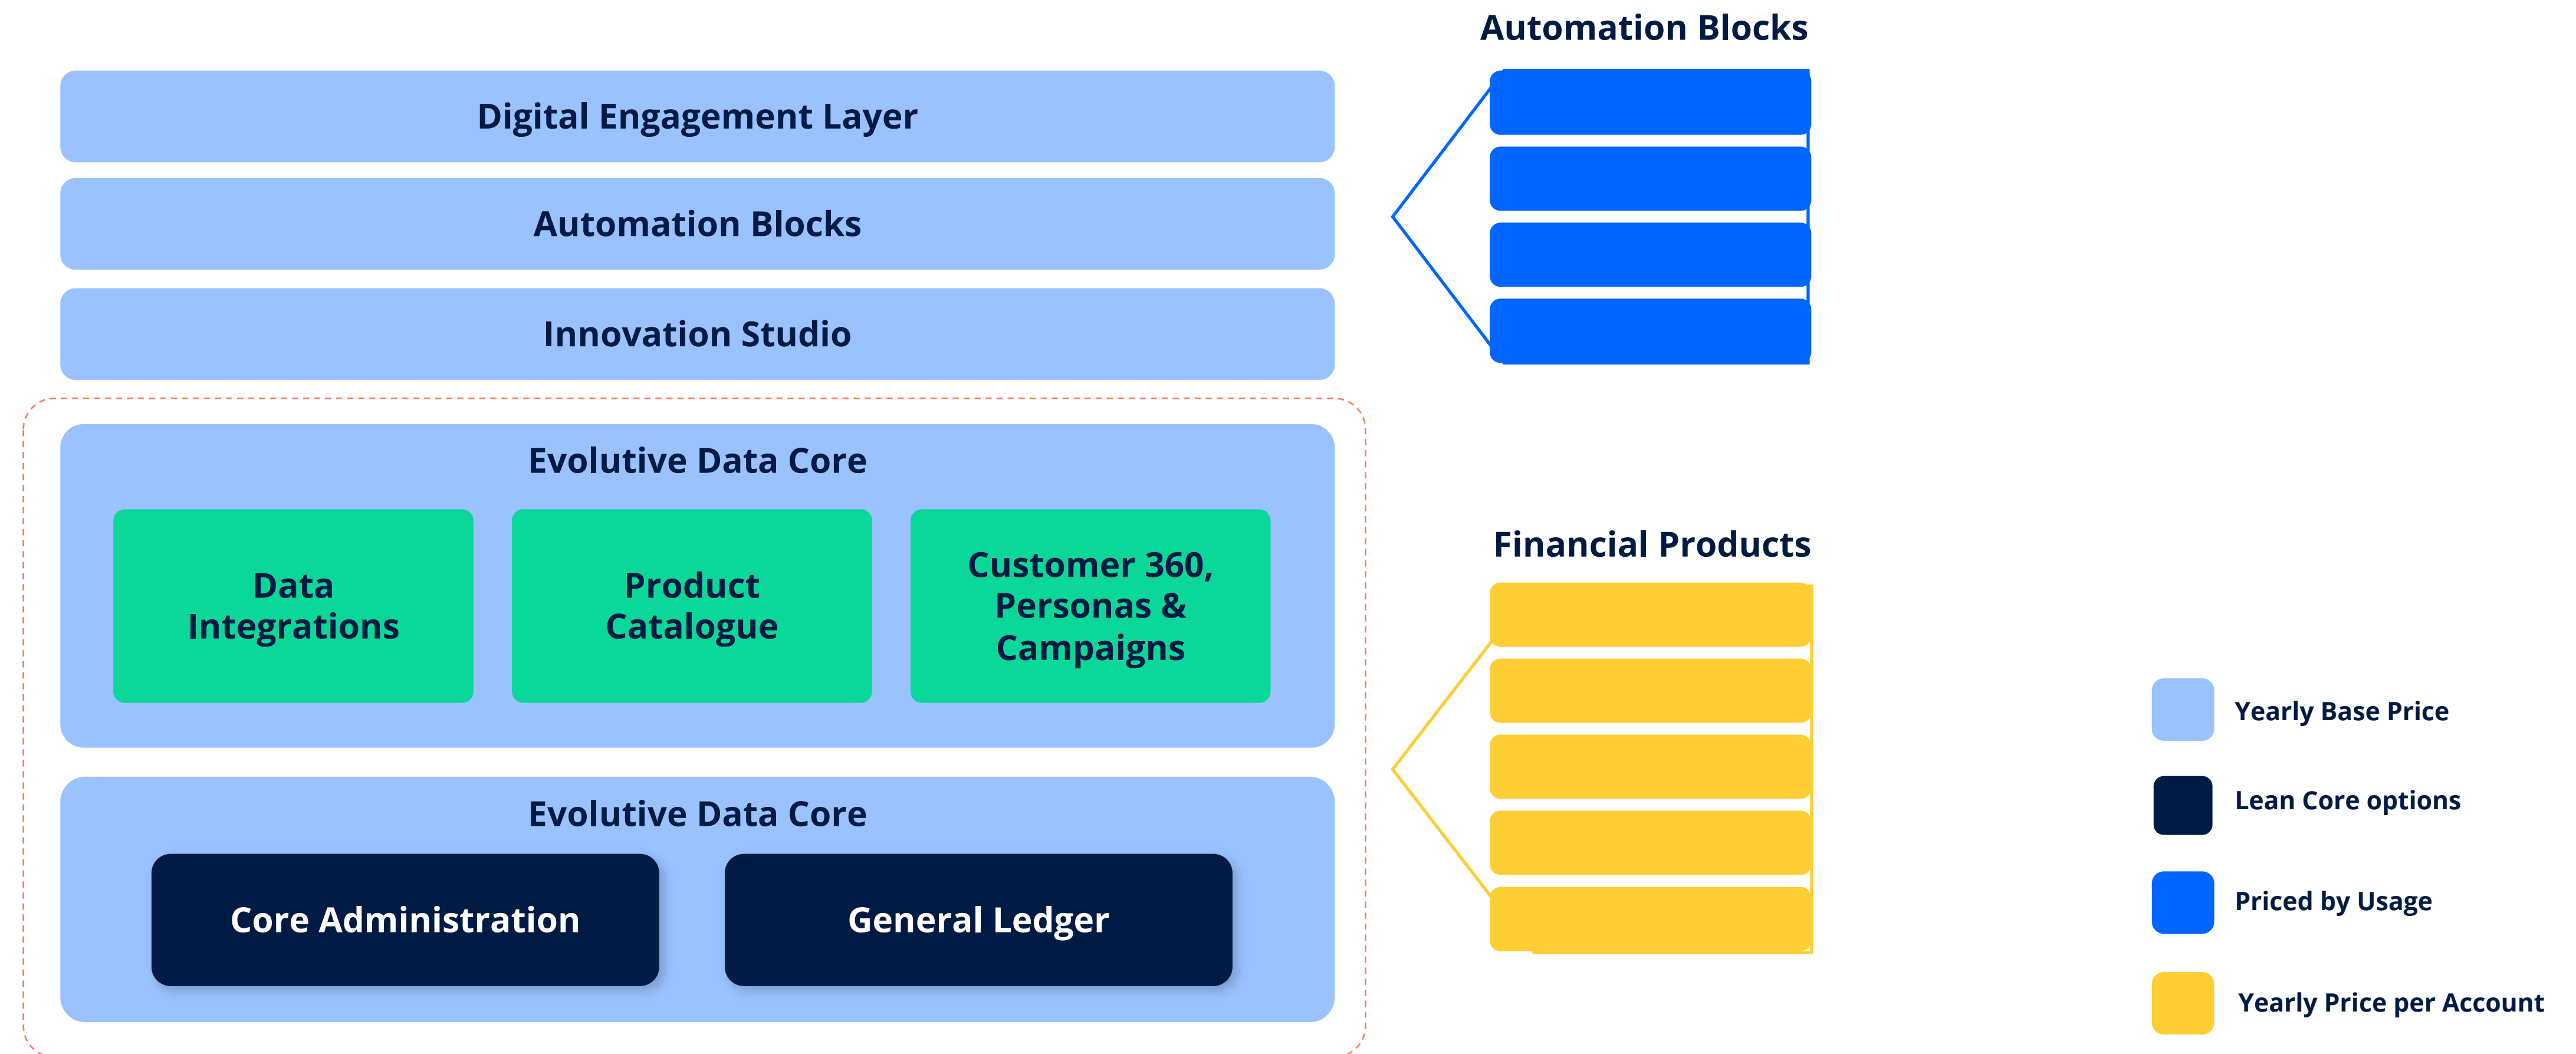 Automation Blocks
Digital Engagement Layer
Automation Blocks
Innovation Studio
Evolutive Data Core
Data
Integrations
Product
Catalogue
Customer 360,
Personas &
Campaigns
Evolutive Data Core
Core Administration
General Ledger
Financial Products
Yearly Base Price
Lean Core options
Priced by Usage
Yearly Price per Account